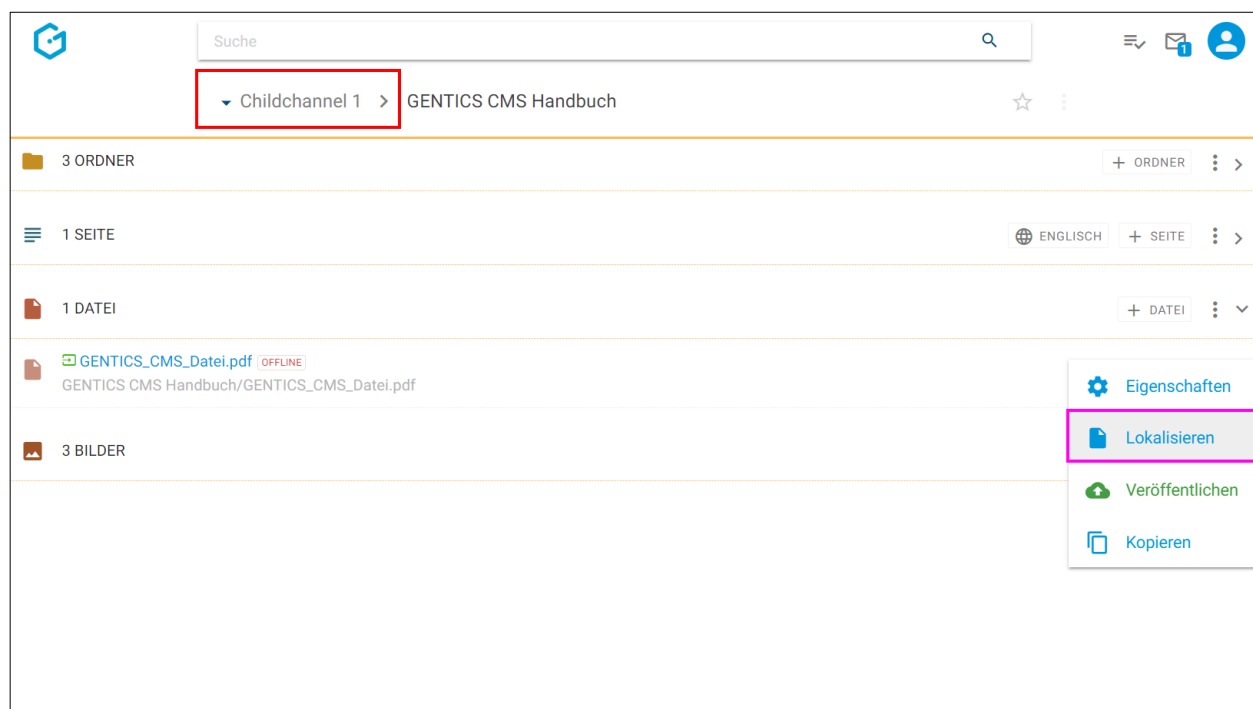 Suche
1
Childchannel 1 > GENTICS CMS Handbuch
3 ORDNER
+ ORDNER
1 SEITE
ENGLISCH
+ SEITE
1 DATEI
+ DATEI
GENTICS_CMS_Datei.pdf OFFLINE
GENTICS CMS Handbuch/GENTICS_CMS_Datei.pdf
Eigenschaften
Lokalisieren
3 BILDER
Veröffentlichen
Kopieren